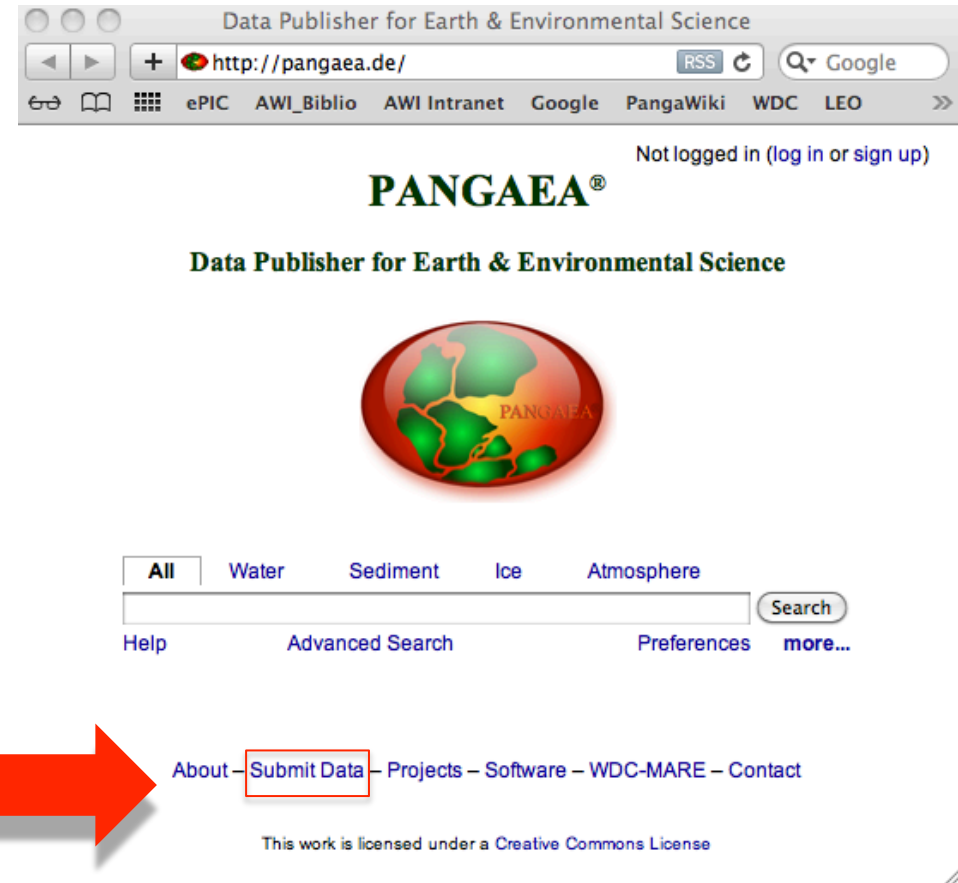 Data Publisher for Earth & Environmental Science
+ http://pangaea.de/ RSS Google
ePIC AWI_Biblio AWI Intranet Google PangaWiki WDC LEO »
Not logged in (log in or sign up)
PANGAEA®
Data Publisher for Earth & Environmental Science
PANGAEA
All Water Sediment Ice Atmosphere
Search
Help Advanced Search Preferences more...
About – Submit Data – Projects – Software – WDC-MARE – Contact
This work is licensed under a Creative Commons License